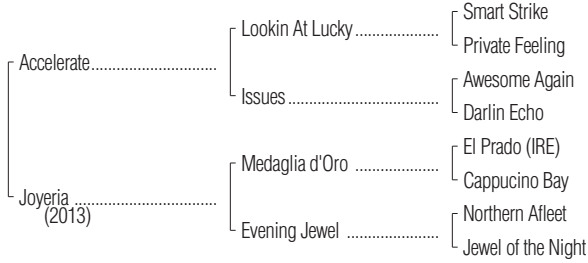 Smart Strike
Lookin At Lucky ....................
Private Feeling
Accelerate..............................
Awesome Again
Issues ....................................
Darlin Echo
El Prado (IRE)
Medaglia d'Oro ....................
Cappucino Bay
Joyeria ..................................
(2013)
Northern Afleet
Evening Jewel ......................
Jewel of the Night